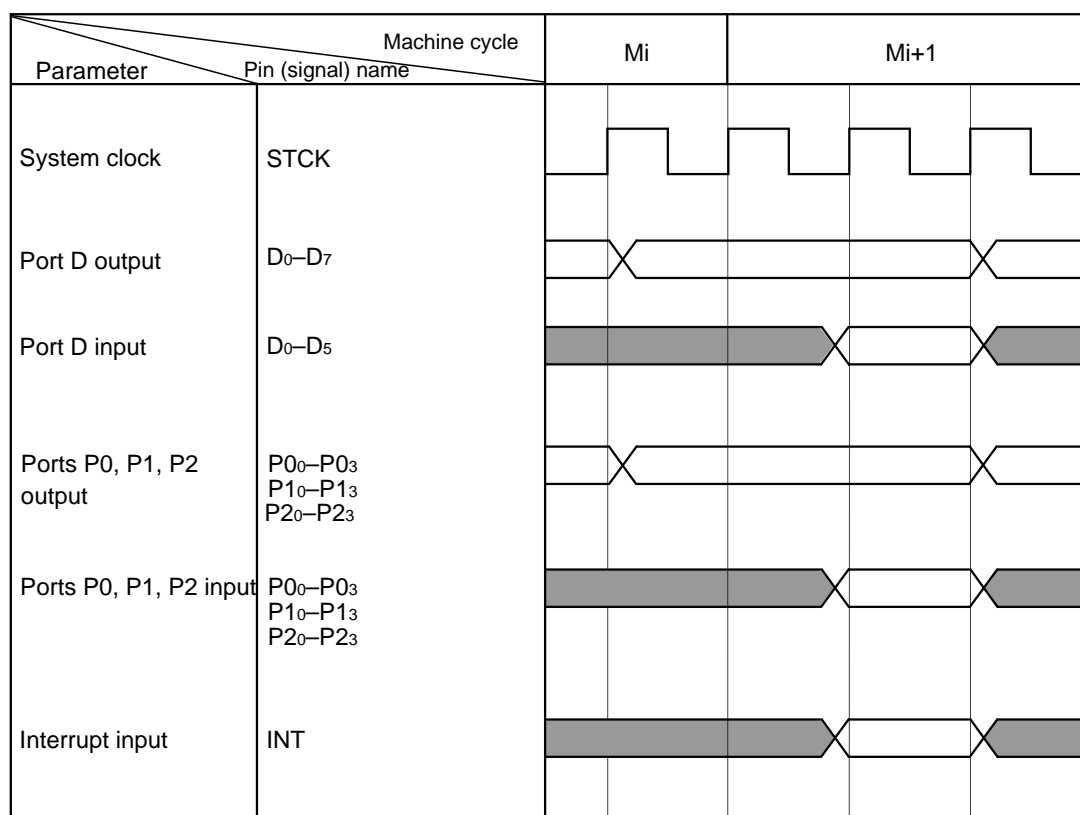 Machine cycle
Parameter
Pin (signal) name
Mi
Mi+1
System clock
STCK
Port D output
D0–D7
Port D input
D0–D5
Ports P0, P1, P2
output
P00–P03
P10–P13
P20–P23
Ports P0, P1, P2 input
P00–P03
P10–P13
P20–P23
Interrupt input
INT